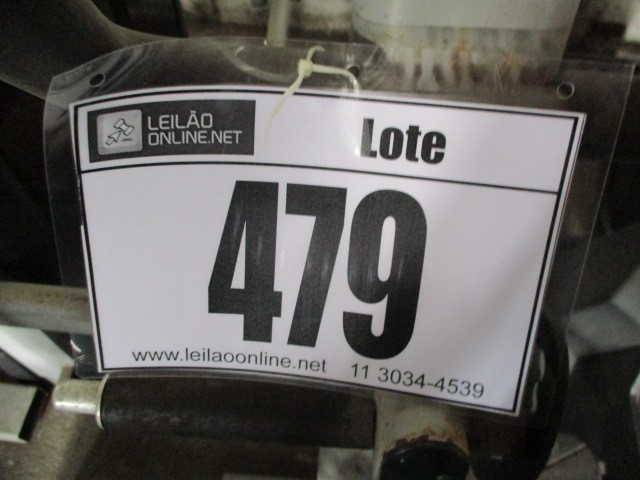 LEILÃO
ONLINE.NET
Lote
479
www.leilaoonline.net 11 3034-4539